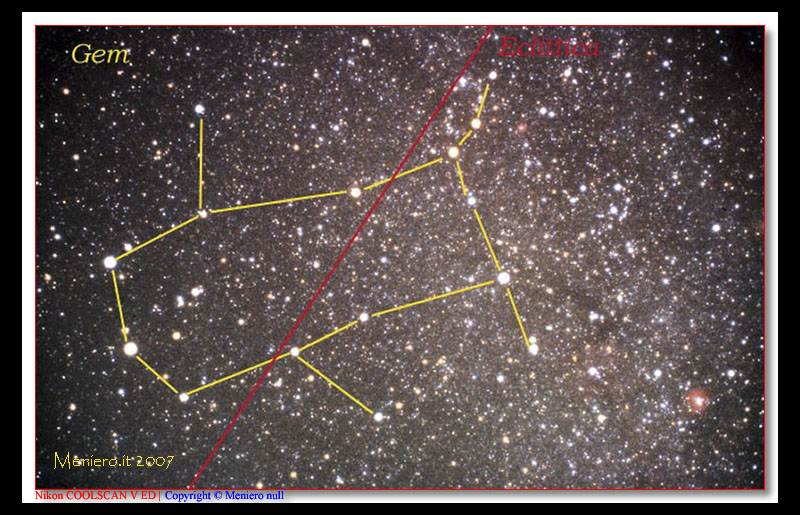 Gem
Eclittica
Meniero.it 2007
Nikon COOLSCAN V ED | Copyright © Meniero null